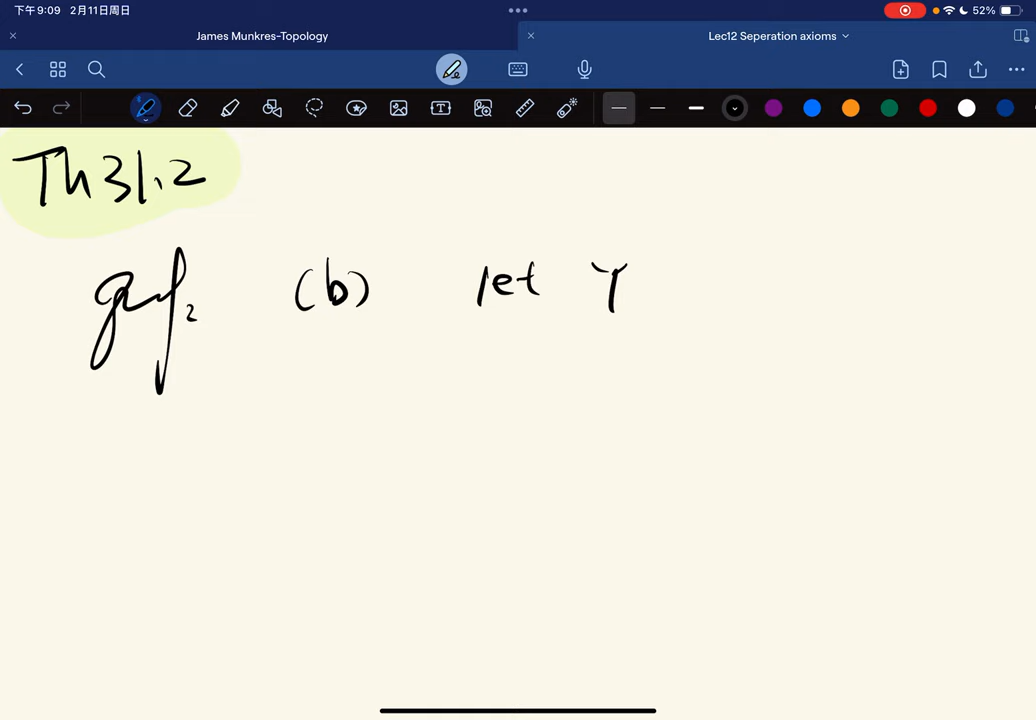 下午9:09 2月11日周日
52%
James Munkres-Topology
Lec12 Seperation axioms
Th31.2
(b) let Y